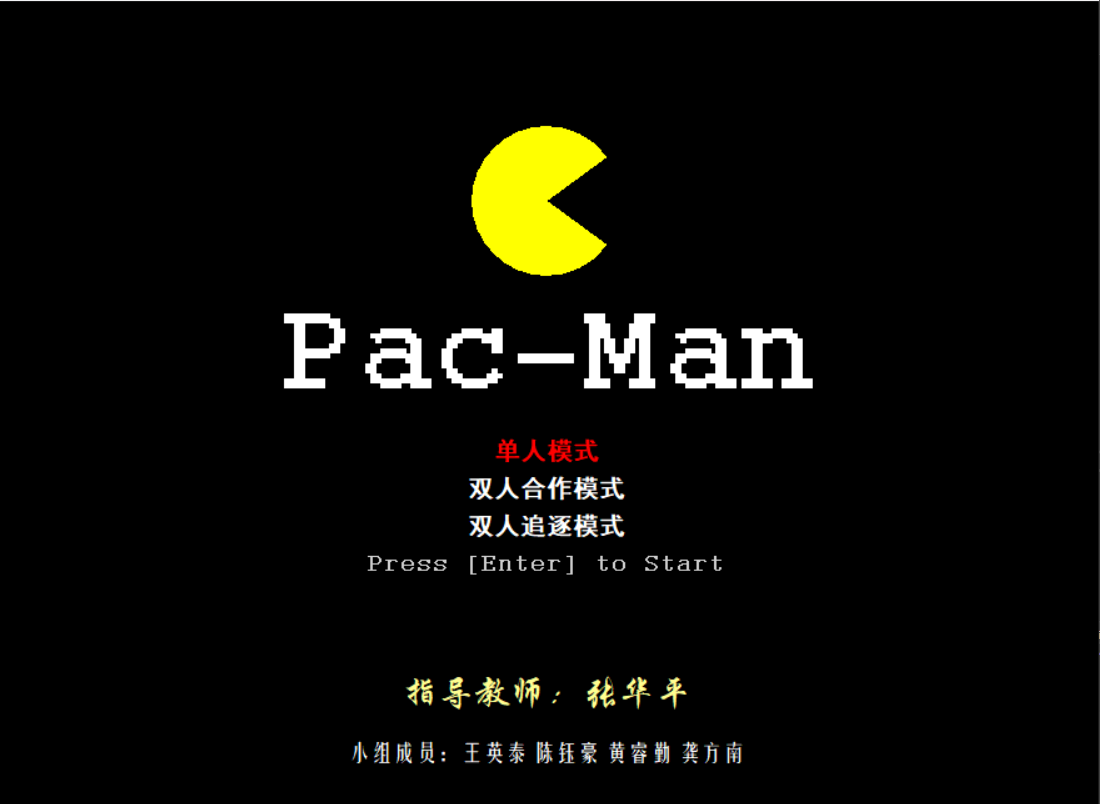 Pac-Man
单人模式
双人合作模式
双人追逐模式
Press [Enter] to Start
指导教师：张华平
小组成员：王英泰 陈钰豪 黄睿勤 龚方南